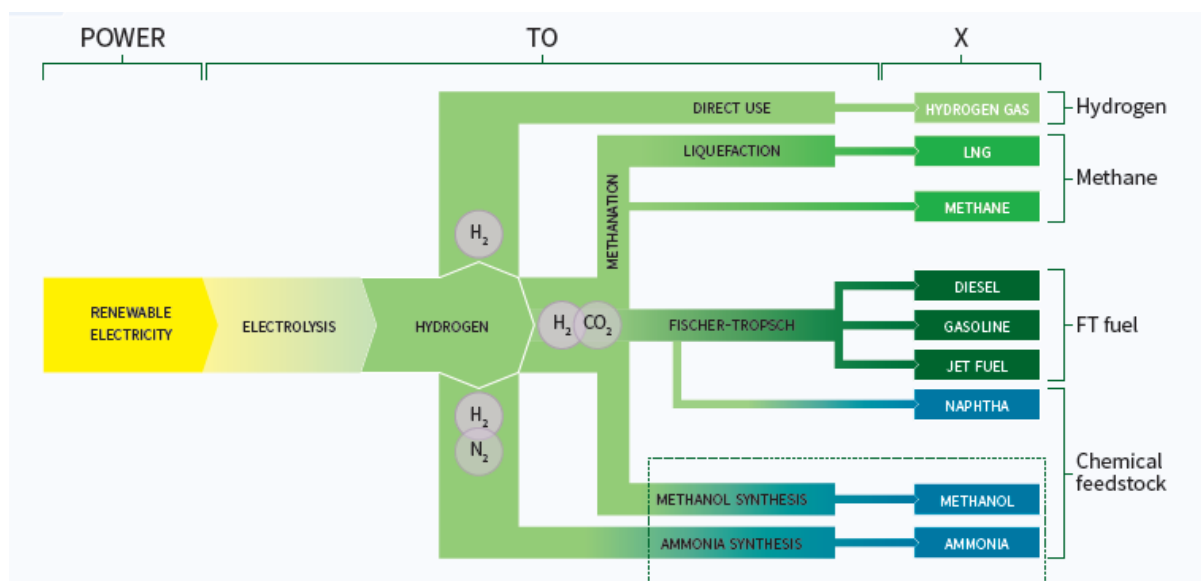 POWER
TO
X
DIRECT USE
HYDROGEN GAS
Hydrogen
LIQUEFACTION
LNG
METHANATION
METHANE
Methane
H₂
RENEWABLE
ELECTRICITY
ELECTROLYSIS
HYDROGEN
H₂
CO₂
FISCHER-TROPSCH
DIESEL
GASOLINE
JET FUEL
FT fuel
NAPHTHA
H₂
N₂
Chemical
feedstock
METHANOL SYNTHESIS
METHANOL
AMMONIA SYNTHESIS
AMMONIA